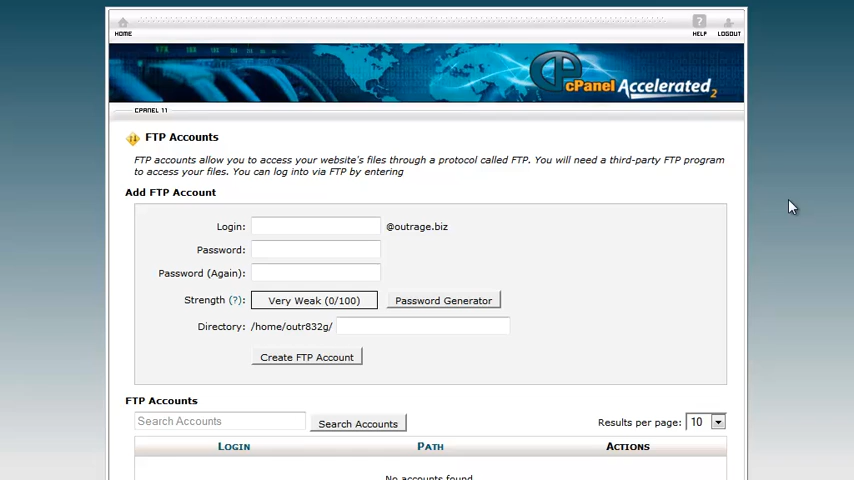 HOME
HELP
LOGOUT
cPanel Accelerated 2
CPANEL 11
FTP Accounts
FTP accounts allow you to access your website's files through a protocol called FTP. You will need a third-party FTP program
to access your files. You can log into via FTP by entering
Add FTP Account
Login: @outrage.biz
Password:
Password (Again):
Strength (?): Very Weak (0/100) Password Generator
Directory: /home/outr832g/
Create FTP Account
FTP Accounts
Search Accounts Search Accounts Results per page: 10
LOGIN PATH ACTIONS
No accounts found